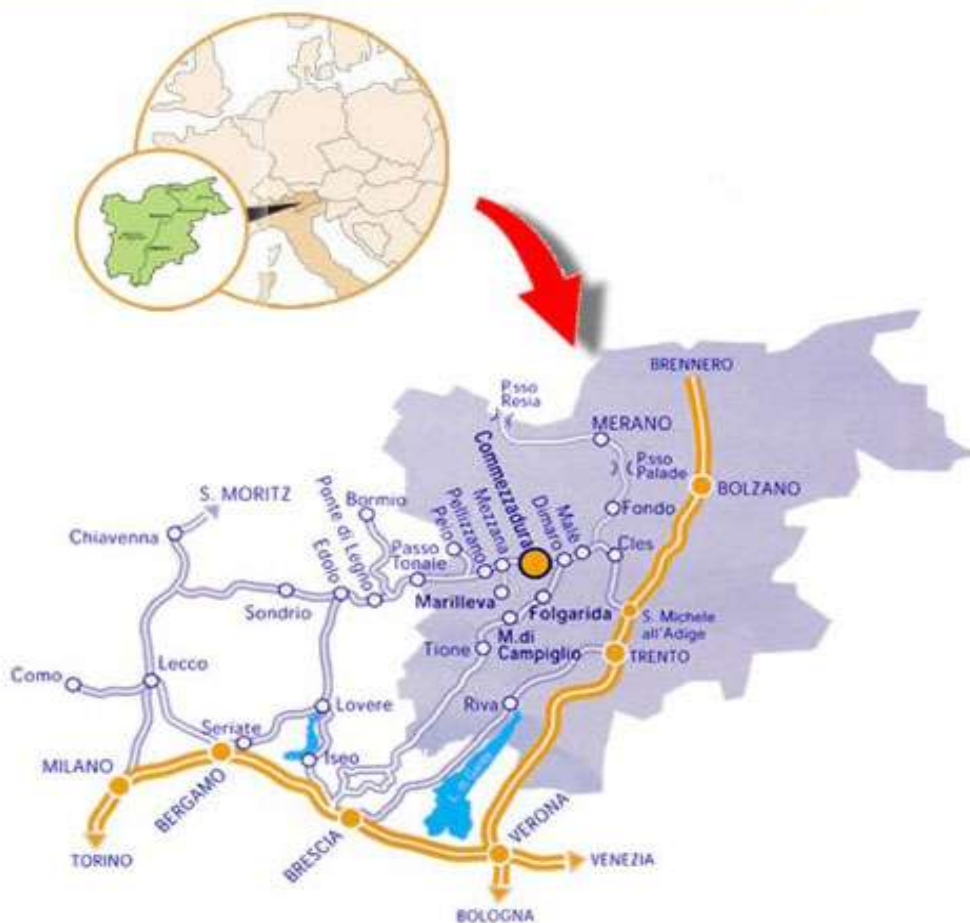 BRENNERO
P.sso
Resia
MERANO
P.sso
Palade
BOLZANO
Commezzadura
S. MORITZ
Chiavenna
Bormio
Ponte di Legno
Edolo
Peio
Pellizzano
Mezzana
Dimaro
Malè
Fondo
Cles
Passo
Tonale
Sondrio
Marilleva
Folgarida
S. Michele
all'Adige
M.di
Campiglio
Tione
TRENTO
Como
Lecco
Lovere
Riva
Seriate
Iseo
MILANO
BERGAMO
BRESCIA
VERONA
TORINO
VENEZIA
BOLOGNA